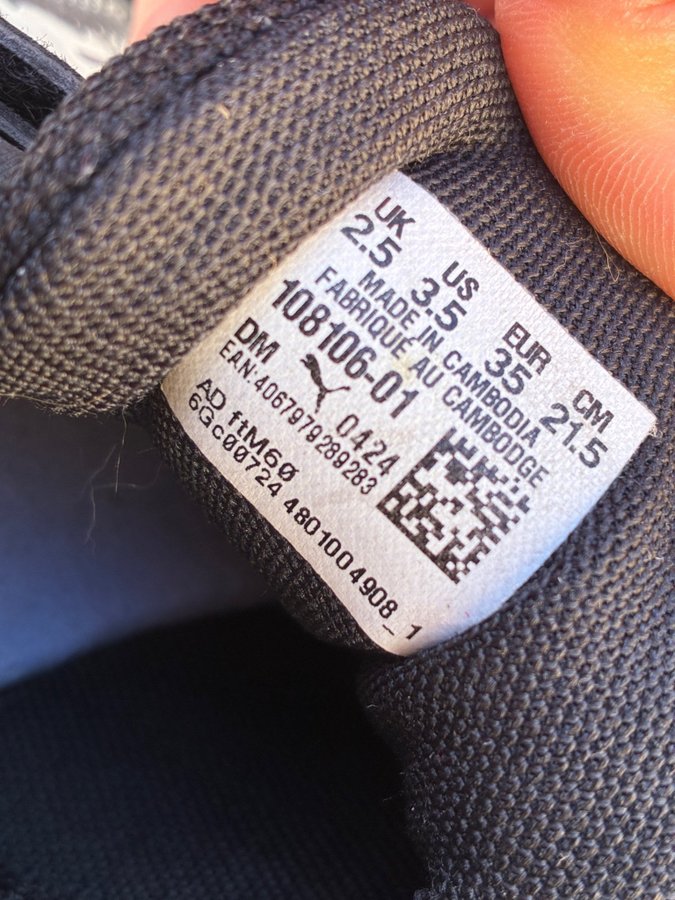 UK US EUR CM
2.5 3.5 35 21.5
MADE IN CAMBODIA
FABRIQUÉ AU CAMBODGE
108106-01
DM 0424
EAN:4067979289283
AD ftM60
6Gc00724 4801004908_1